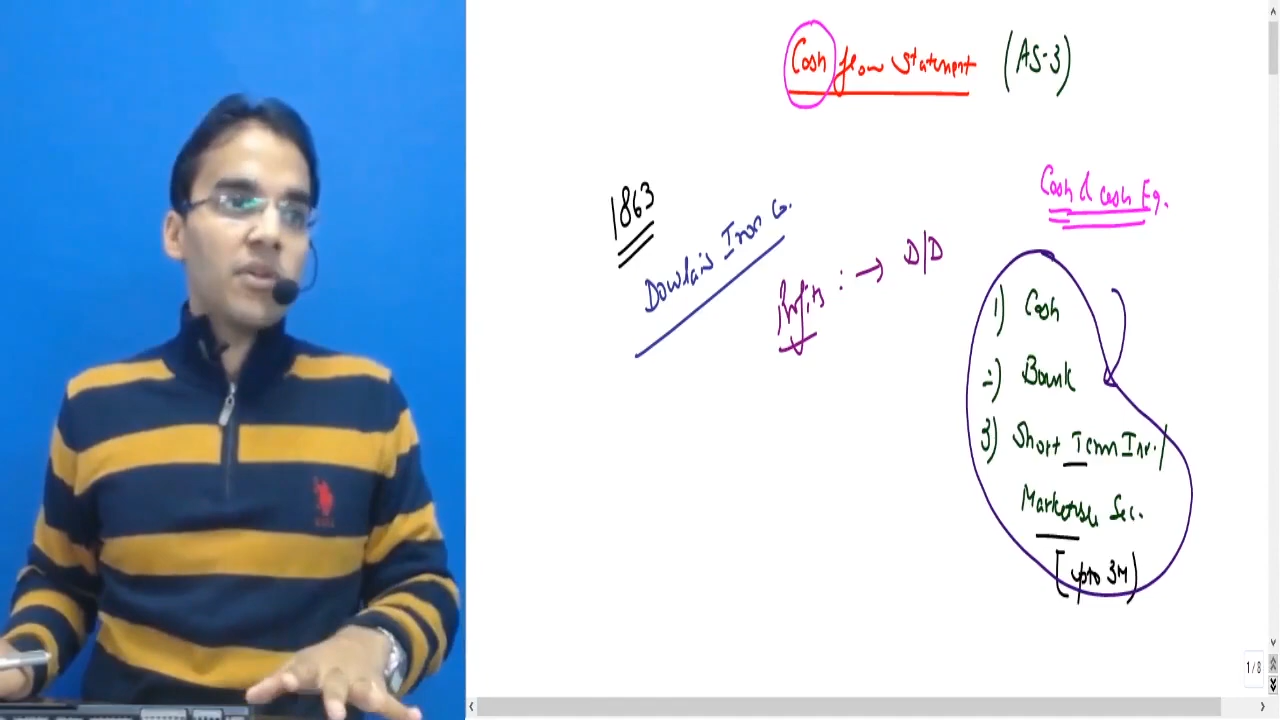 Cash flow statement (AS-3)
1863
Dowlais Iron Co.
Profits : → D/D
Cash & cash Eq.
1) Cash
2) Bank
3) Short Term Inv./
Marketable Sec.
[upto 3M)
1/8